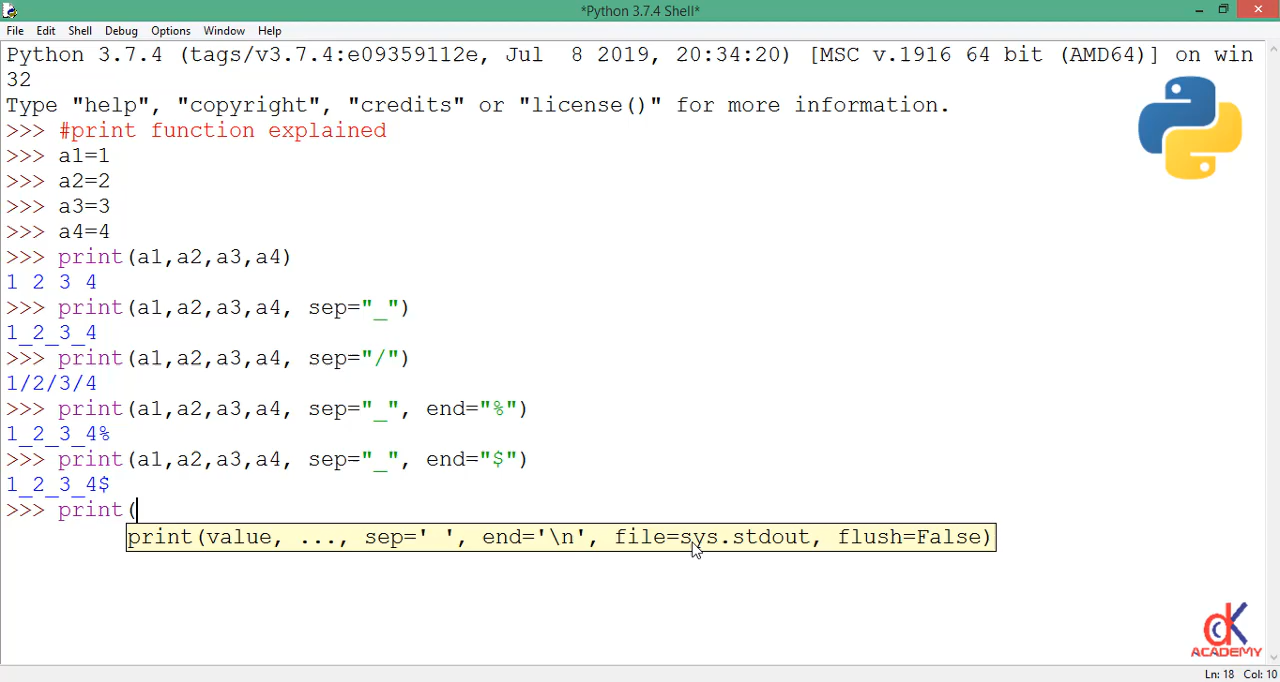 *Python 3.7.4 Shell*
File Edit Shell Debug Options Window Help
Python 3.7.4 (tags/v3.7.4:e09359112e, Jul  8 2019, 20:34:20) [MSC v.1916 64 bit (AMD64)] on win
32
Type "help", "copyright", "credits" or "license()" for more information.
>>> #print function explained
>>> a1=1
>>> a2=2
>>> a3=3
>>> a4=4
>>> print(a1,a2,a3,a4)
1 2 3 4
>>> print(a1,a2,a3,a4, sep="_")
1_2_3_4
>>> print(a1,a2,a3,a4, sep="/")
1/2/3/4
>>> print(a1,a2,a3,a4, sep="_", end="%")
1_2_3_4%
>>> print(a1,a2,a3,a4, sep="_", end="$")
1_2_3_4$
>>> print(
print(value, ..., sep=' ', end='\n', file=sys.stdout, flush=False)
dK
ACADEMY
Ln: 18 Col: 10